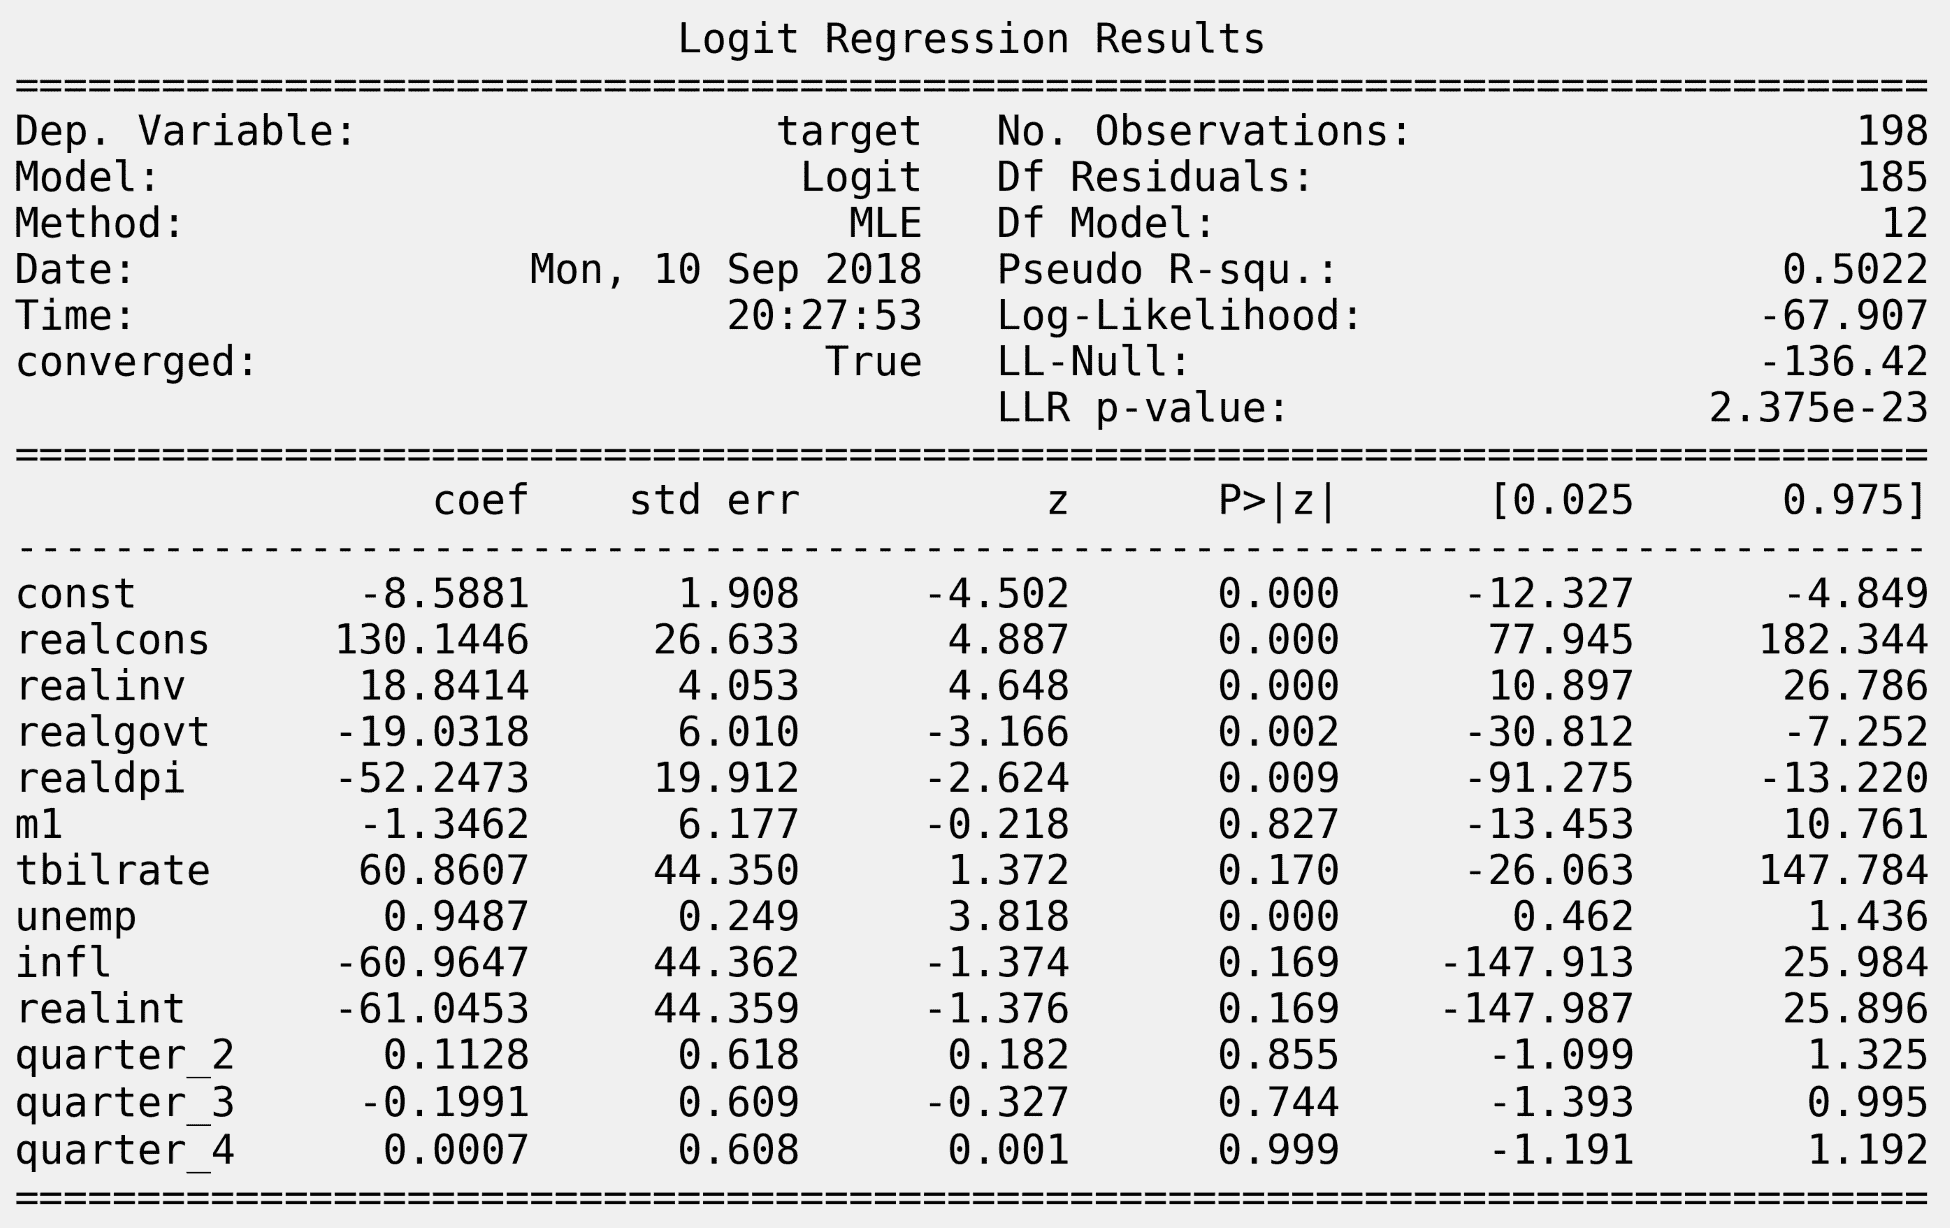 Logit Regression Results
==============================================================================
Dep. Variable:                 target   No. Observations:                  198
Model:                          Logit   Df Residuals:                      185
Method:                           MLE   Df Model:                           12
Date:                Mon, 10 Sep 2018   Pseudo R-squ.:                  0.5022
Time:                        20:27:53   Log-Likelihood:                -67.907
converged:                       True   LL-Null:                       -136.42
                                        LLR p-value:                 2.375e-23
==============================================================================
                 coef    std err          z      P>|z|      [0.025      0.975]
------------------------------------------------------------------------------
const         -8.5881      1.908     -4.502      0.000     -12.327      -4.849
realcons     130.1446     26.633      4.887      0.000      77.945     182.344
realinv       18.8414      4.053      4.648      0.000      10.897      26.786
realgovt     -19.0318      6.010     -3.166      0.002     -30.812      -7.252
realdpi      -52.2473     19.912     -2.624      0.009     -91.275     -13.220
m1            -1.3462      6.177     -0.218      0.827     -13.453      10.761
tbilrate      60.8607     44.350      1.372      0.170     -26.063     147.784
unemp          0.9487      0.249      3.818      0.000       0.462       1.436
infl         -60.9647     44.362     -1.374      0.169    -147.913      25.984
realint      -61.0453     44.359     -1.376      0.169    -147.987      25.896
quarter_2      0.1128      0.618      0.182      0.855      -1.099       1.325
quarter_3     -0.1991      0.609     -0.327      0.744      -1.393       0.995
quarter_4      0.0007      0.608      0.001      0.999      -1.191       1.192
==============================================================================